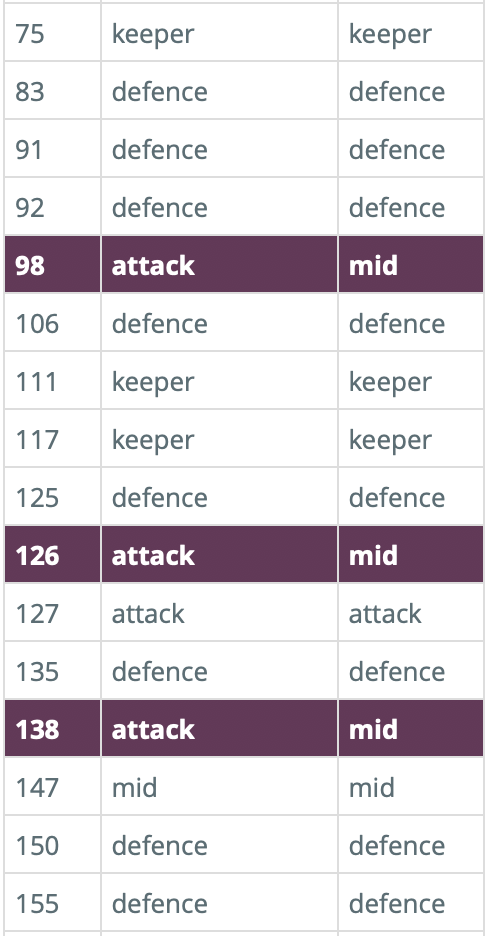 75 keeper keeper
83 defence defence
91 defence defence
92 defence defence
98 attack mid
106 defence defence
111 keeper keeper
117 keeper keeper
125 defence defence
126 attack mid
127 attack attack
135 defence defence
138 attack mid
147 mid mid
150 defence defence
155 defence defence